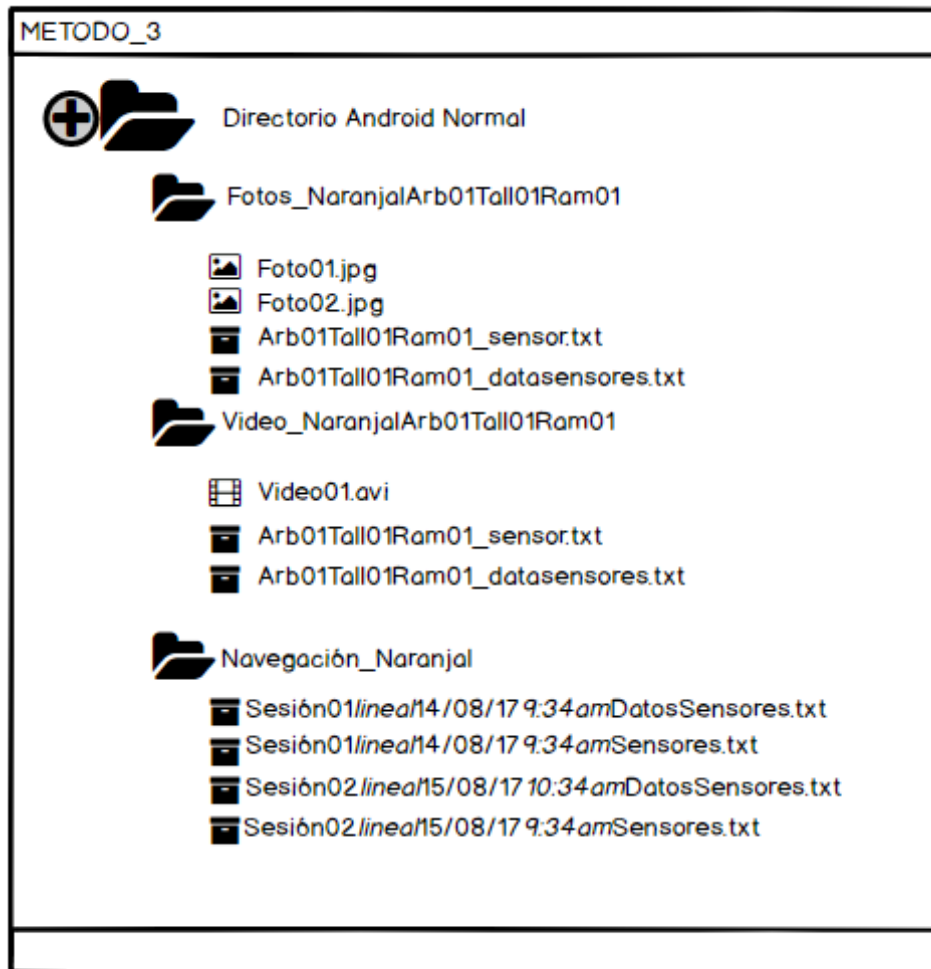 METODO_3
Directorio Android Normal
Fotos_NaranjalArb01Tall01Ram01
Foto01.jpg
Foto02.jpg
Arb01Tall01Ram01_sensor.txt
Arb01Tall01Ram01_datasensores.txt
Video_NaranjalArb01Tall01Ram01
Video01.avi
Arb01Tall01Ram01_sensor.txt
Arb01Tall01Ram01_datasensores.txt
Navegación_Naranjal
Sesión01lineal14/08/17 9:34amDatosSensores.txt
Sesión01lineal14/08/17 9:34amSensores.txt
Sesión02lineal15/08/17 10:34amDatosSensores.txt
Sesión02lineal15/08/17 9:34amSensores.txt